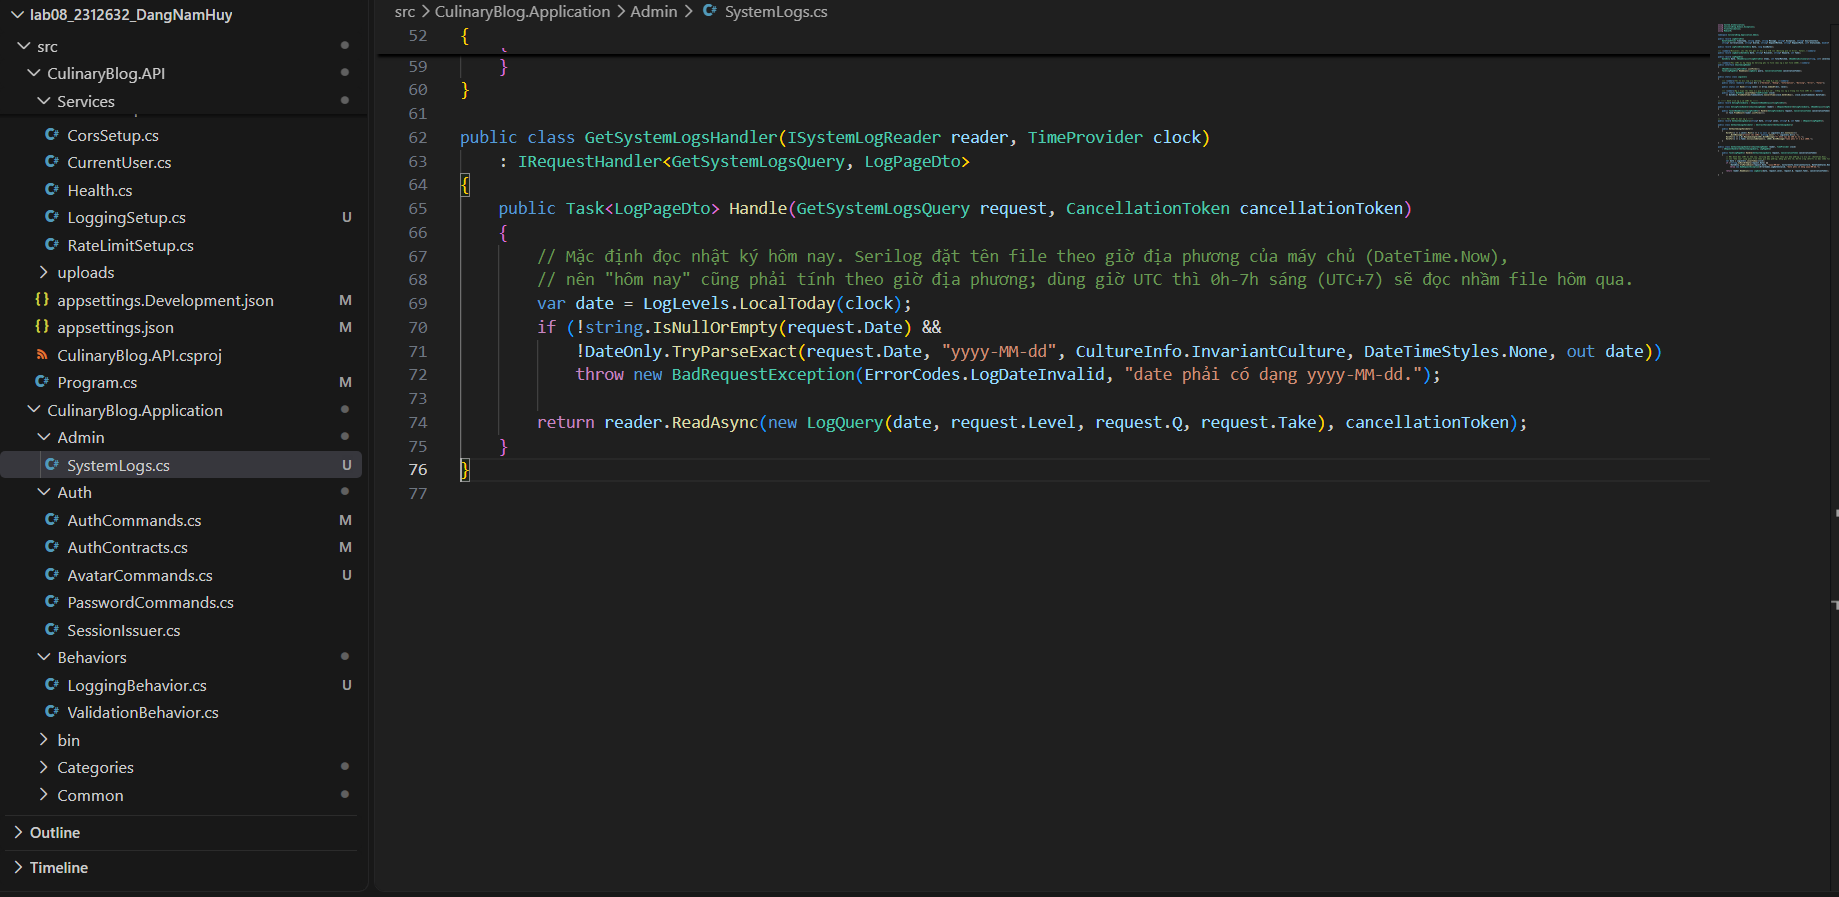 lab08_2312632_DangNamHuy
src
CulinaryBlog.API
Services
CorsSetup.cs
CurrentUser.cs
Health.cs
LoggingSetup.cs U
RateLimitSetup.cs
uploads
appsettings.Development.json M
appsettings.json M
CulinaryBlog.API.csproj
Program.cs M
CulinaryBlog.Application
Admin
SystemLogs.cs U
Auth
AuthCommands.cs M
AuthContracts.cs M
AvatarCommands.cs U
PasswordCommands.cs
SessionIssuer.cs
Behaviors
LoggingBehavior.cs U
ValidationBehavior.cs
bin
Categories
Common
Outline
Timeline
src > CulinaryBlog.Application > Admin > SystemLogs.cs
52 {
59 }
60 }
61
62 public class GetSystemLogsHandler(ISystemLogReader reader, TimeProvider clock)
63 : IRequestHandler<GetSystemLogsQuery, LogPageDto>
64 {
65 public Task<LogPageDto> Handle(GetSystemLogsQuery request, CancellationToken cancellationToken)
66 {
67 // Mặc định đọc nhật ký hôm nay. Serilog đặt tên file theo giờ địa phương của máy chủ (DateTime.Now),
68 // nên "hôm nay" cũng phải tính theo giờ địa phương; dùng giờ UTC thì 0h-7h sáng (UTC+7) sẽ đọc nhầm file hôm qua.
69 var date = LogLevels.LocalToday(clock);
70 if (!string.IsNullOrEmpty(request.Date) &&
71 !DateOnly.TryParseExact(request.Date, "yyyy-MM-dd", CultureInfo.InvariantCulture, DateTimeStyles.None, out date))
72 throw new BadRequestException(ErrorCodes.LogDateInvalid, "date phải có dạng yyyy-MM-dd.");
73
74 return reader.ReadAsync(new LogQuery(date, request.Level, request.Q, request.Take), cancellationToken);
75 }
76 }
77